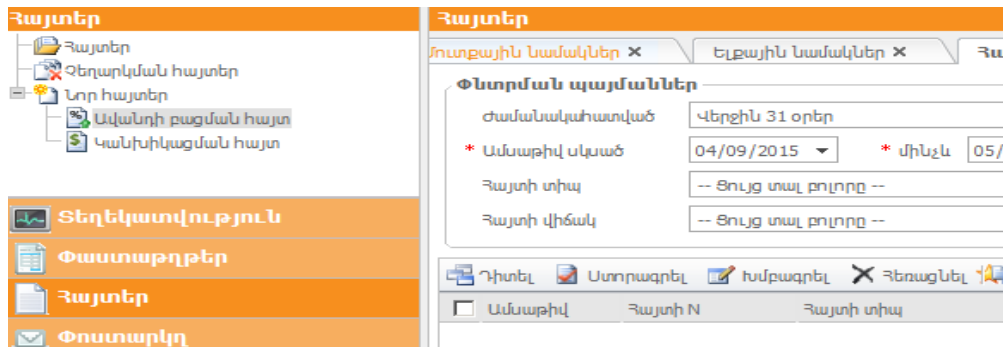 Հայտեր
Հայտեր
Չեղարկման հայտեր
Նոր հայտեր
Ավանդի բացման հայտ
Կանխիկացման հայտ
Տեղեկատվություն
Փաստաթղթեր
Հայտեր
Փոստարկղ
Հայտեր
Մուտքային նամակներ × Ելքային նամակներ × Հա
Փնտրման պայմաններ
Ժամանակահատված Վերջին 31 օրեր
* Ամսաթիվ սկսած 04/09/2015 * մինչև 05/
Հայտի տիպ -- Ցույց տալ բոլորը --
Հայտի վիճակ -- Ցույց տալ բոլորը --
Դիտել Ստորագրել Խմբագրել Հեռացնել
Ամսաթիվ Հայտի N Հայտի տիպ